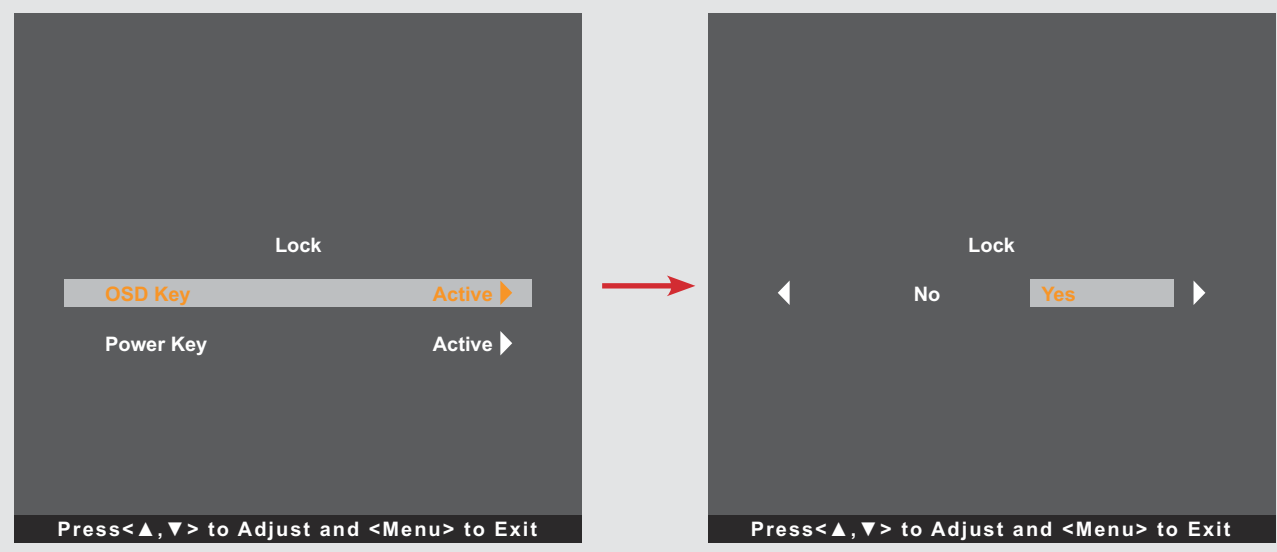 Lock
OSD Key Active
Power Key Active
Press<▲,▼> to Adjust and <Menu> to Exit
Lock
No Yes
Press<▲,▼> to Adjust and <Menu> to Exit